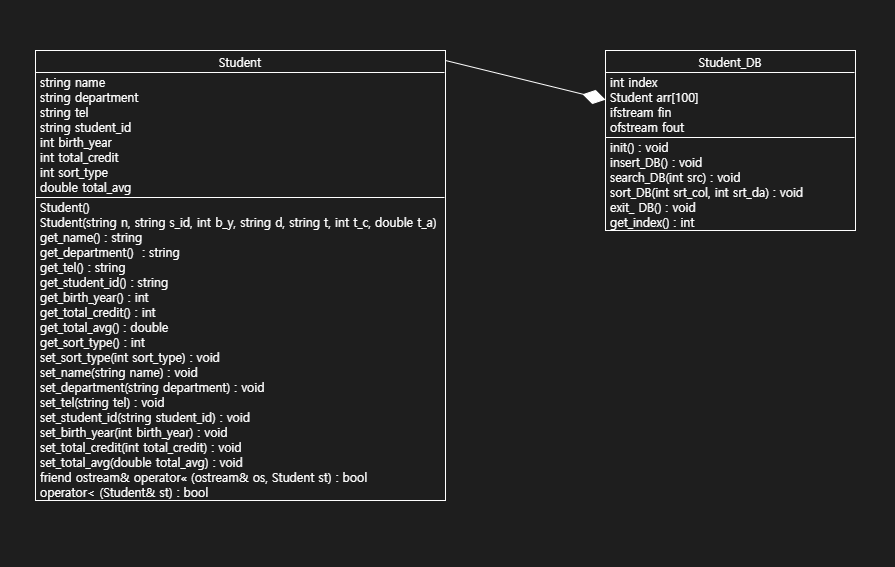 Student
string name
string department
string tel
string student_id
int birth_year
int total_credit
int sort_type
double total_avg
Student()
Student(string n, string s_id, int b_y, string d, string t, int t_c, double t_a)
get_name() : string
get_department()  : string
get_tel() : string
get_student_id() : string
get_birth_year() : int
get_total_credit() : int
get_total_avg() : double
get_sort_type() : int
set_sort_type(int sort_type) : void
set_name(string name) : void
set_department(string department) : void
set_tel(string tel) : void
set_student_id(string student_id) : void
set_birth_year(int birth_year) : void
set_total_credit(int total_credit) : void
set_total_avg(double total_avg) : void
friend ostream& operator« (ostream& os, Student st) : bool
operator< (Student& st) : bool
Student_DB
int index
Student arr[100]
ifstream fin
ofstream fout
init() : void
insert_DB() : void
search_DB(int src) : void
sort_DB(int srt_col, int srt_da) : void
exit_ DB() : void
get_index() : int